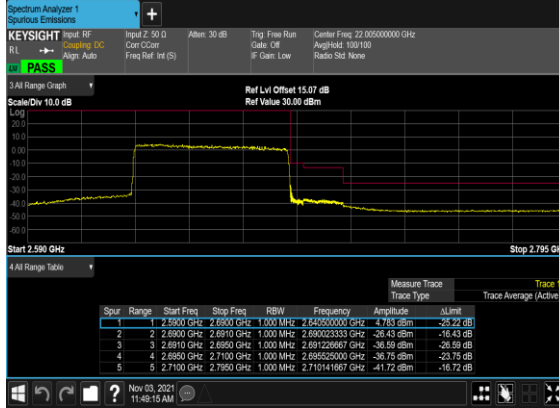 Spectrum Analyzer 1
Spurious Emissions
+
KEYSIGHT Input: RF Input Z: 50 Ω Atten: 30 dB Trig: Free Run Center Freq: 22.005000000 GHz
RL Coupling: DC Corr CCorr Gate: Off Avg|Hold: 100/100
Align: Auto Freq Ref: Int (S) IF Gain: Low Radio Std: None
PASS
3 All Range Graph
Ref Lvl Offset 15.07 dB
Scale/Div 10.0 dB Ref Value 30.00 dBm
Log
20.0
10.0
0.00
-10.0
-20.0
-30.0
-40.0
-50.0
-60.0
Start 2.590 GHz Stop 2.795 GH
4 All Range Table
Measure Trace Trace 1
Trace Type Trace Average (Active
Spur Range Start Freq Stop Freq RBW Frequency Amplitude ΔLimit
1 1 2.5900 GHz 2.6900 GHz 1.000 MHz 2.640500000 GHz 4.783 dBm -25.22 dB
2 2 2.6900 GHz 2.6910 GHz 1.000 MHz 2.690023333 GHz -26.43 dBm -16.43 dB
3 3 2.6910 GHz 2.6950 GHz 1.000 MHz 2.691226667 GHz -36.59 dBm -26.59 dB
4 4 2.6950 GHz 2.7100 GHz 1.000 MHz 2.695525000 GHz -36.75 dBm -23.75 dB
5 5 2.7100 GHz 2.7950 GHz 1.000 MHz 2.710141667 GHz -41.72 dBm -16.72 dB
? Nov 03, 2021
11:49:15 AM